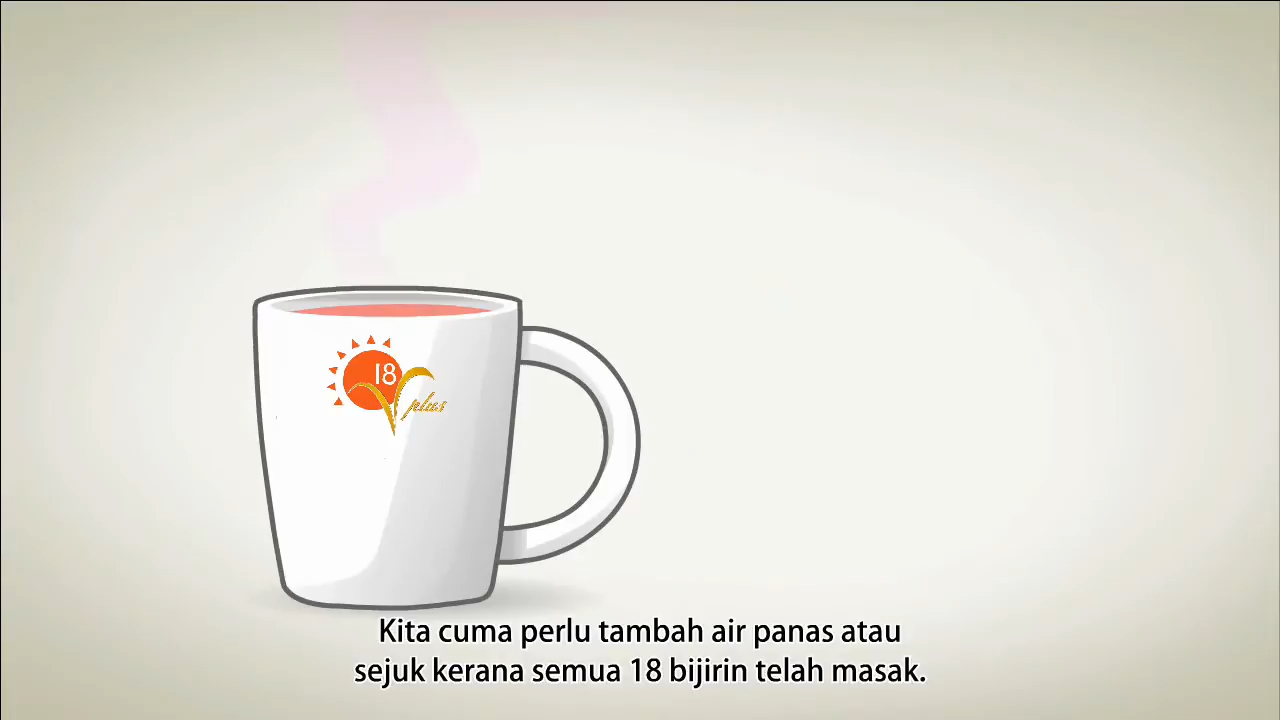 18
plus
Kita cuma perlu tambah air panas atau
sejuk kerana semua 18 bijirin telah masak.